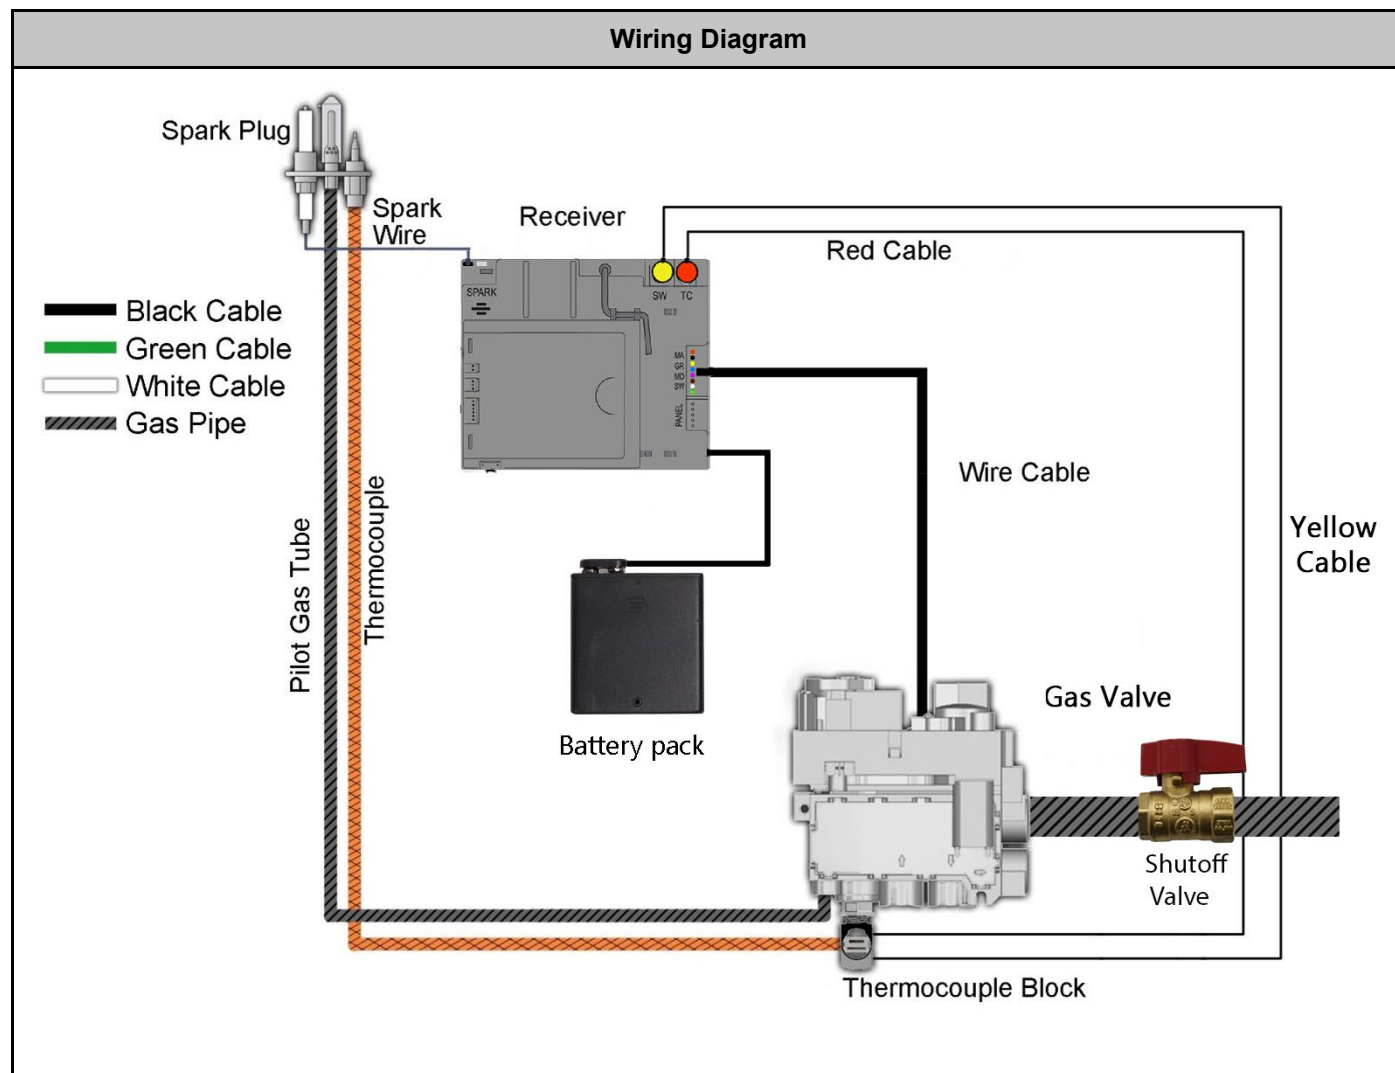 Wiring Diagram
Spark Plug
Spark
Wire
Receiver
Red Cable
SPARK
SW TC
Black Cable
Green Cable
White Cable
Gas Pipe
MA
GR
MO
SW
PANEL
Wire Cable
Yellow
Cable
Pilot Gas Tube
Thermocouple
Gas Valve
Battery pack
Shutoff
Valve
Thermocouple Block